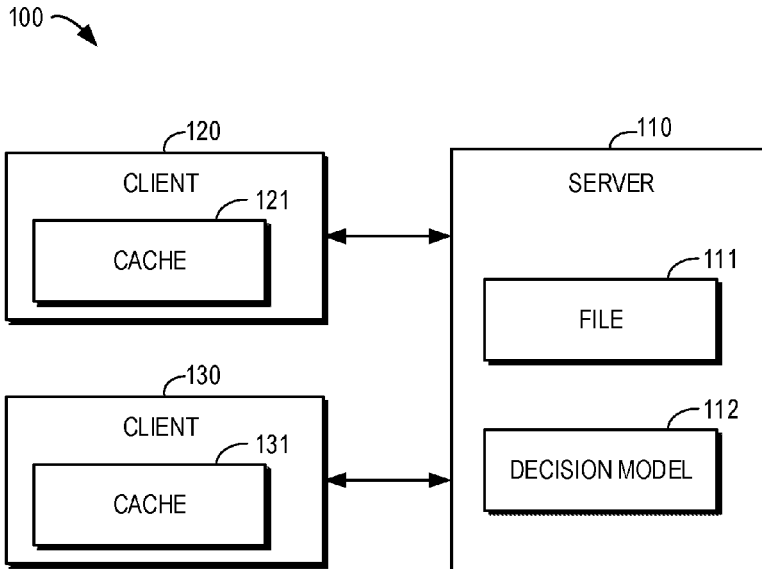 100
120
CLIENT
121
CACHE
110
SERVER
111
FILE
130
CLIENT
131
CACHE
112
DECISION MODEL